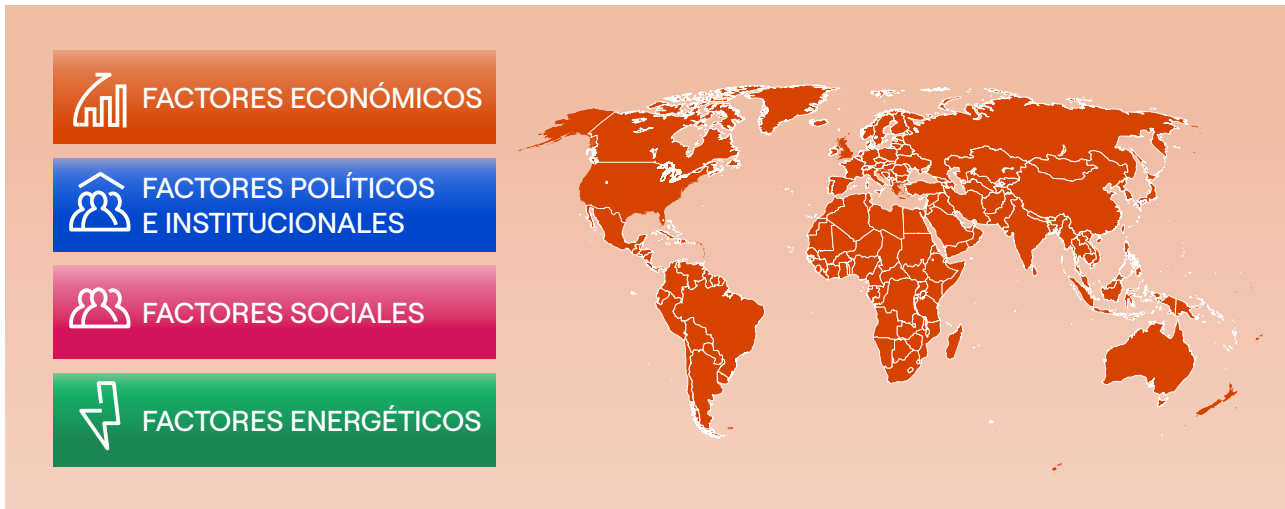 FACTORES ECONÓMICOS
FACTORES POLÍTICOS
E INSTITUCIONALES
FACTORES SOCIALES
FACTORES ENERGÉTICOS